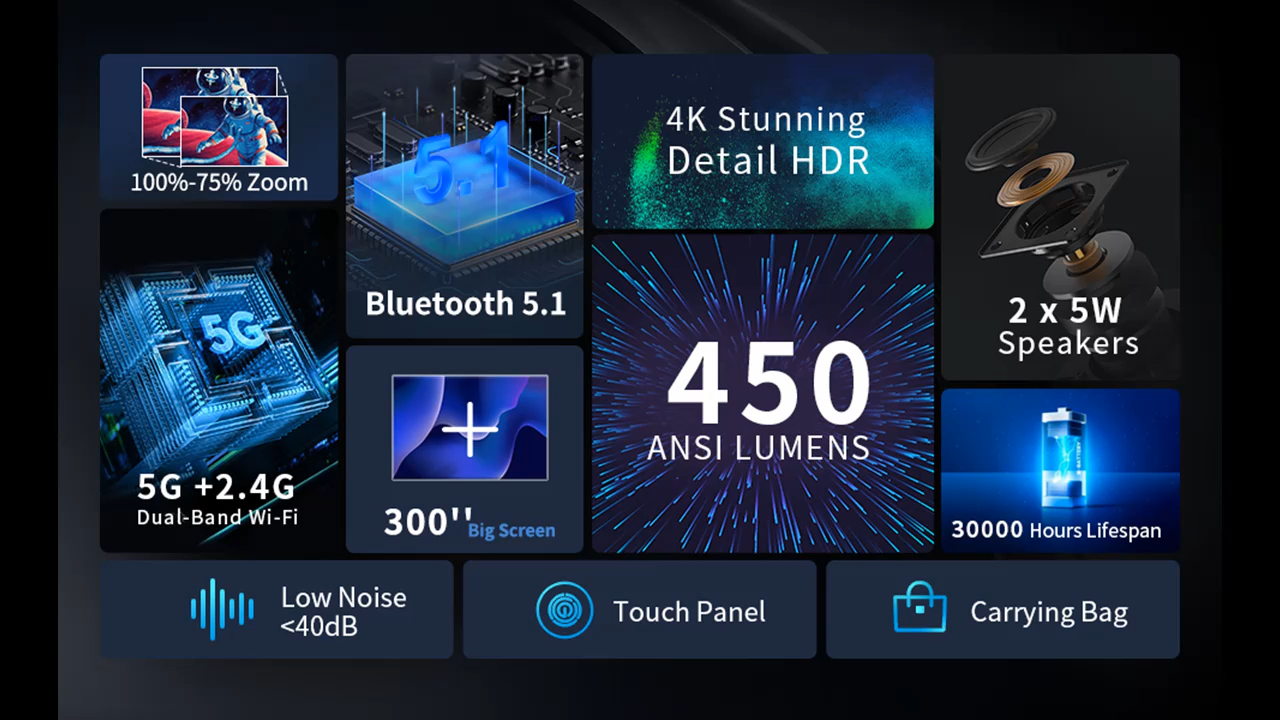 100%-75% Zoom
5.1
Bluetooth 5.1
4K Stunning
Detail HDR
2 x 5W
Speakers
5G
5G +2.4G
Dual-Band Wi-Fi
300''Big Screen
450
ANSI LUMENS
BATTERY
30000 Hours Lifespan
Low Noise
<40dB
Touch Panel
Carrying Bag